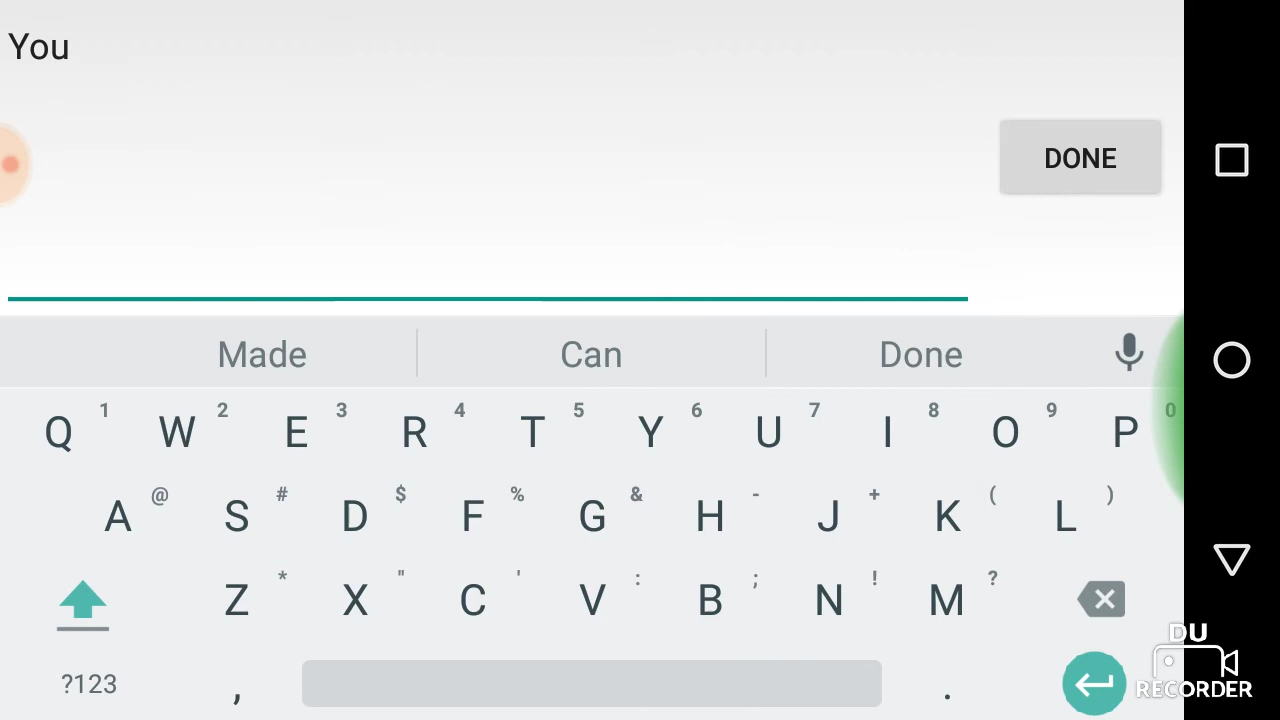 You
DONE
Made Can Done
Q 1 W 2 E 3 R 4 T 5 Y 6 U 7 I 8 O 9 P 0
A @ S # D $ F % G & H - J + K ( L )
Z * X " C ' V : B ; N ! M ?
?123 , .
DU
RECORDER